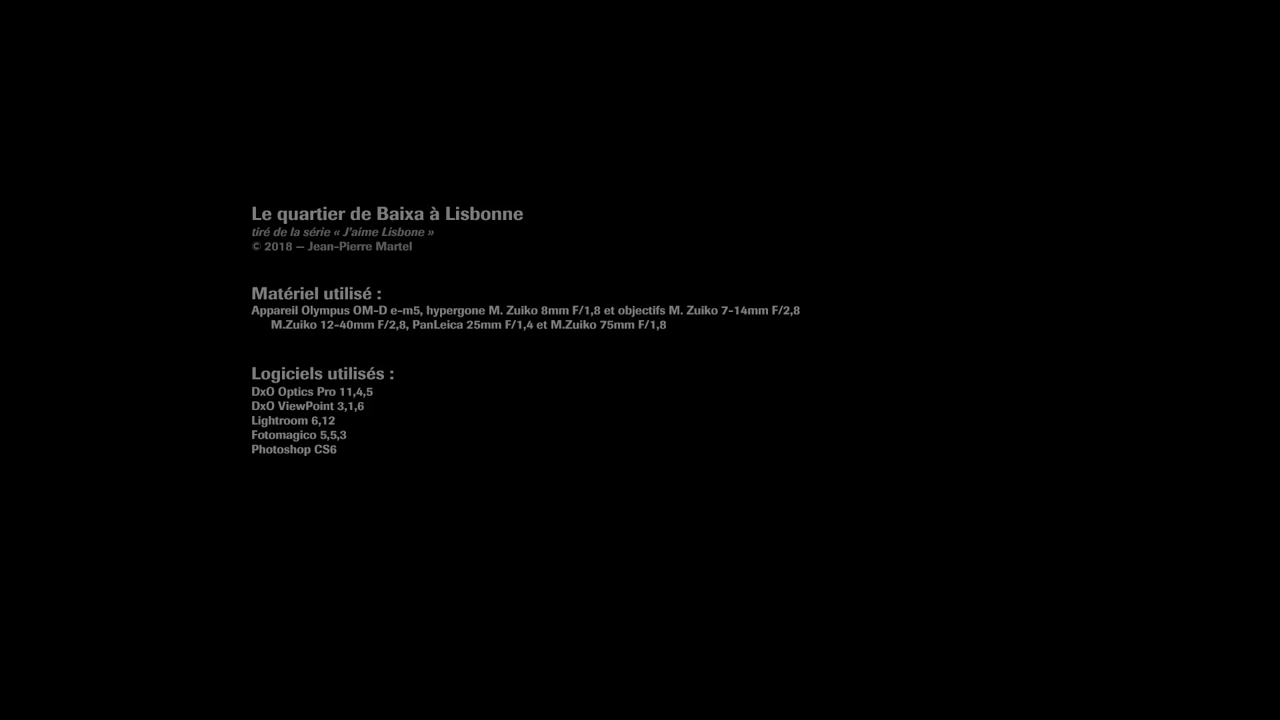 Le quartier de Baixa à Lisbonne
tiré de la série « J'aime Lisbone »
© 2018 — Jean-Pierre Martel
Matériel utilisé :
Appareil Olympus OM-D e-m5, hypergone M. Zuiko 8mm F/1,8 et objectifs M. Zuiko 7-14mm F/2,8
M.Zuiko 12-40mm F/2,8, PanLeica 25mm F/1,4 et M.Zuiko 75mm F/1,8
Logiciels utilisés :
DxO Optics Pro 11,4,5
DxO ViewPoint 3,1,6
Lightroom 6,12
Fotomagico 5,5,3
Photoshop CS6